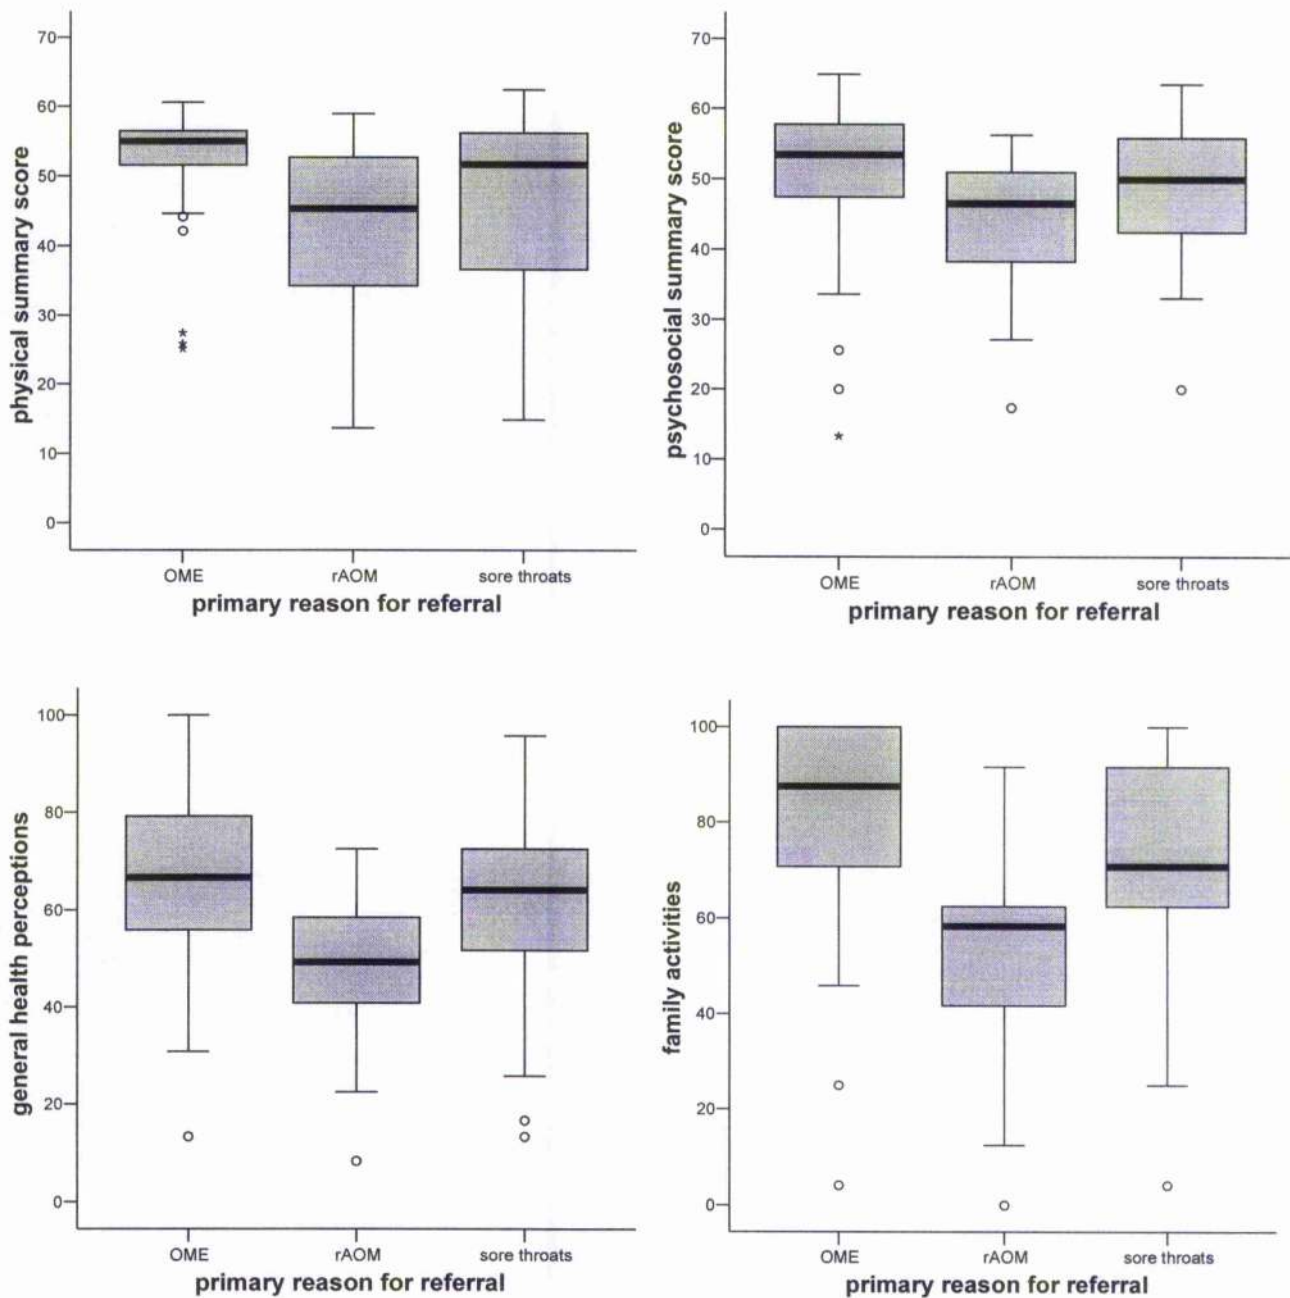 physical summary score
70
60
50
40
30
20
10
0
OME rAOM sore throats
primary reason for referral
psychosocial summary score
70
60
50
40
30
20
10
0
OME rAOM sore throats
primary reason for referral
general health perceptions
100
80
60
40
20
0
OME rAOM sore throats
primary reason for referral
family activities
100
80
60
40
20
0
OME rAOM sore throats
primary reason for referral